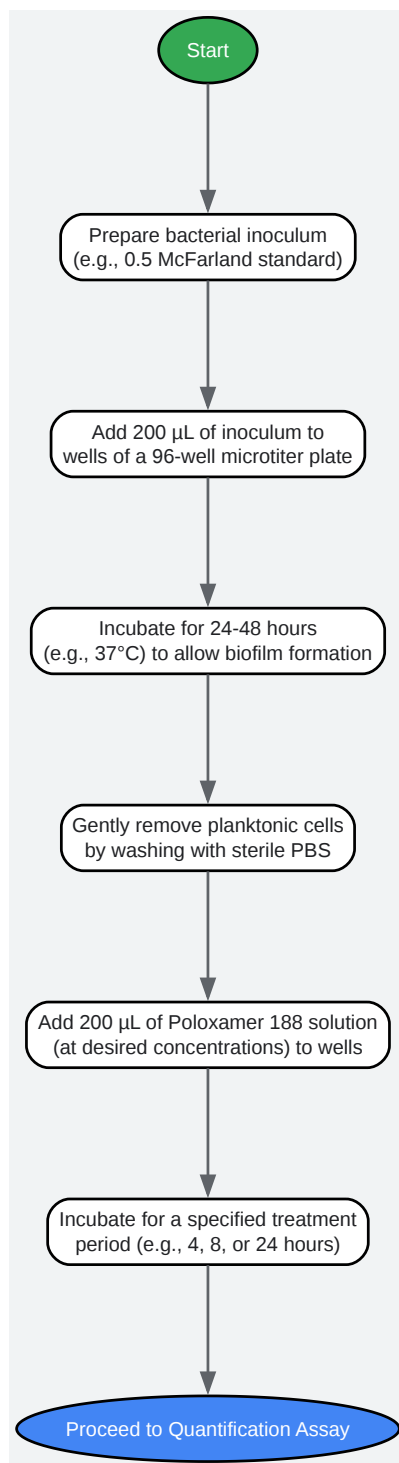 Start
Prepare bacterial inoculum
(e.g., 0.5 McFarland standard)
Add 200 µL of inoculum to
wells of a 96-well microtiter plate
Incubate for 24-48 hours
(e.g., 37°C) to allow biofilm formation
Gently remove planktonic cells
by washing with sterile PBS
Add 200 µL of Poloxamer 188 solution
(at desired concentrations) to wells
Incubate for a specified treatment
period (e.g., 4, 8, or 24 hours)
Proceed to Quantification Assay